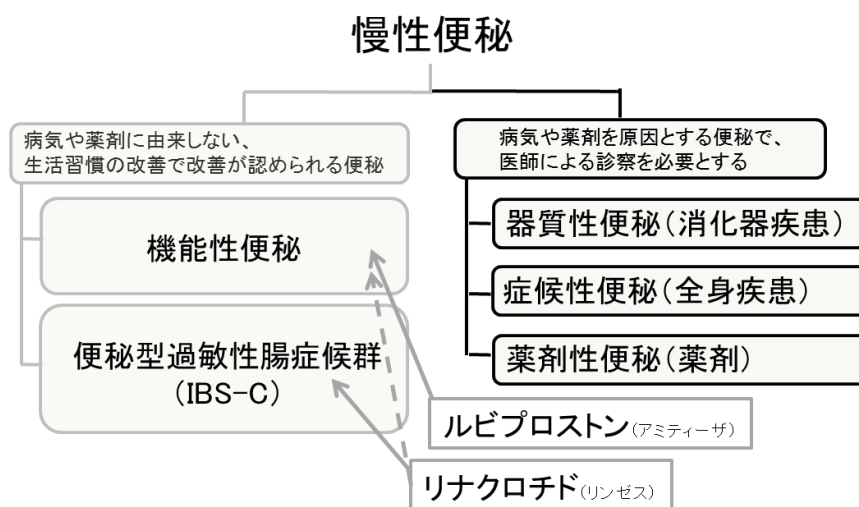 慢性便秘
病気や薬剤に由来しない、
生活習慣の改善で改善が認められる便秘
機能性便秘
便秘型過敏性腸症候群
(IBS-C)
病気や薬剤を原因とする便秘で、
医師による診察を必要とする
器質性便秘(消化器疾患)
症候性便秘(全身疾患)
薬剤性便秘(薬剤)
ルビプロストン(アミティーザ)
リナクロチド(リンゼス)